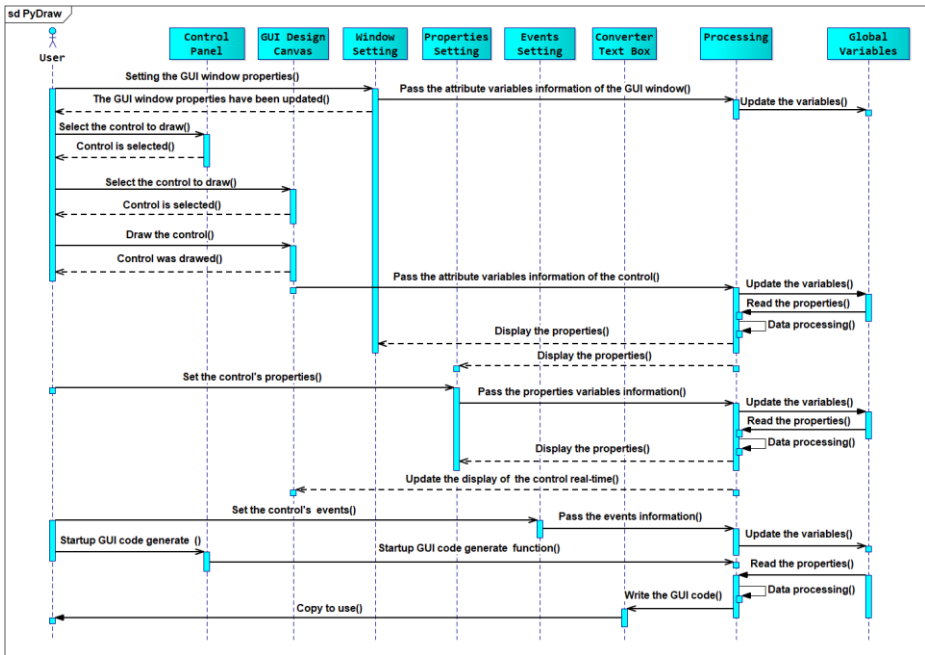 sd PyDraw
User
Control
Panel
GUI Design
Canvas
Window
Setting
Properties
Setting
Events
Setting
Converter
Text Box
Processing
Global
Variables
Setting the GUI window properties()
Pass the attribute variables information of the GUI window()
The GUI window properties have been updated()
Update the variables()
Select the control to draw()
Control is selected()
Select the control to draw()
Control is selected()
Draw the control()
Control was drawed()
Pass the attribute variables information of the control()
Update the variables()
Read the properties()
Data processing()
Display the properties()
Display the properties()
Set the control's properties()
Pass the properties variables information()
Update the variables()
Read the properties()
Data processing()
Display the properties()
Update the display of the control real-time()
Set the control's events()
Pass the events information()
Startup GUI code generate ()
Update the variables()
Startup GUI code generate function()
Read the properties()
Data processing()
Write the GUI code()
Copy to use()